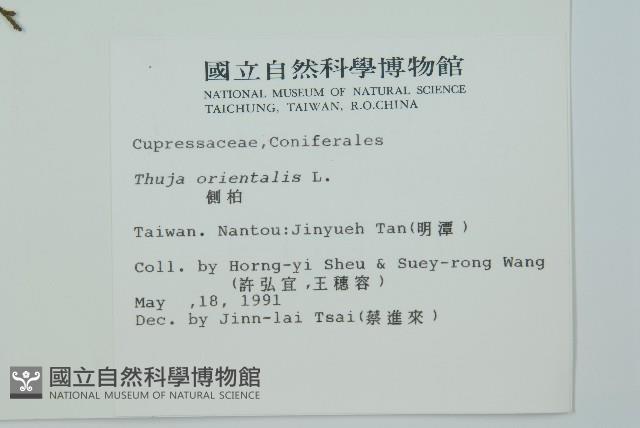 國立自然科學博物館
NATIONAL MUSEUM OF NATURAL SCIENCE
TAICHUNG, TAIWAN, R.O.CHINA
Cupressaceae,Coniferales
Thuja orientalis L.
側柏
Taiwan. Nantou:Jinyueh Tan(明潭)
Coll. by Horng-yi Sheu & Suey-rong Wang
(許弘宜,王穗容)
May ,18, 1991
Dec. by Jinn-lai Tsai(蔡進來)
國立自然科學博物館
NATIONAL MUSEUM OF NATURAL SCIENCE